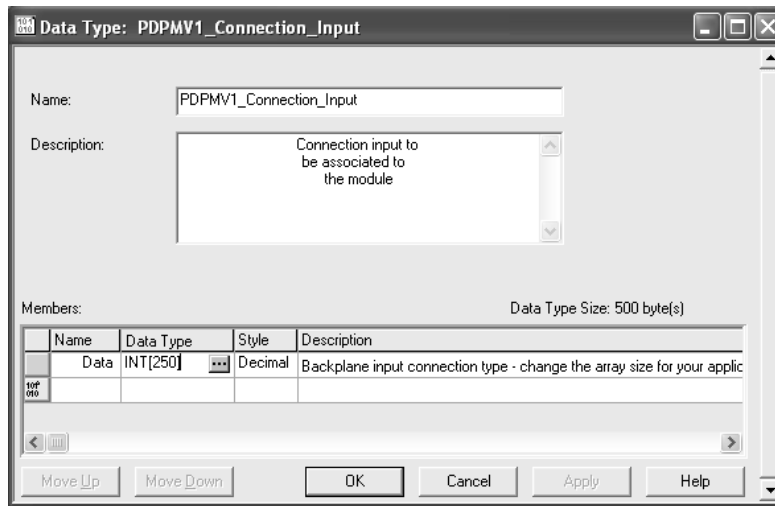 Data Type: PDPMV1_Connection_Input
Name:
PDPMV1_Connection_Input
Description:
Connection input to
be associated to
the module
Members:
Data Type Size: 500 byte(s)
Name Data Type Style Description
Data INT[250] ... Decimal Backplane input connection type - change the array size for your applic
Move Up Move Down OK Cancel Apply Help